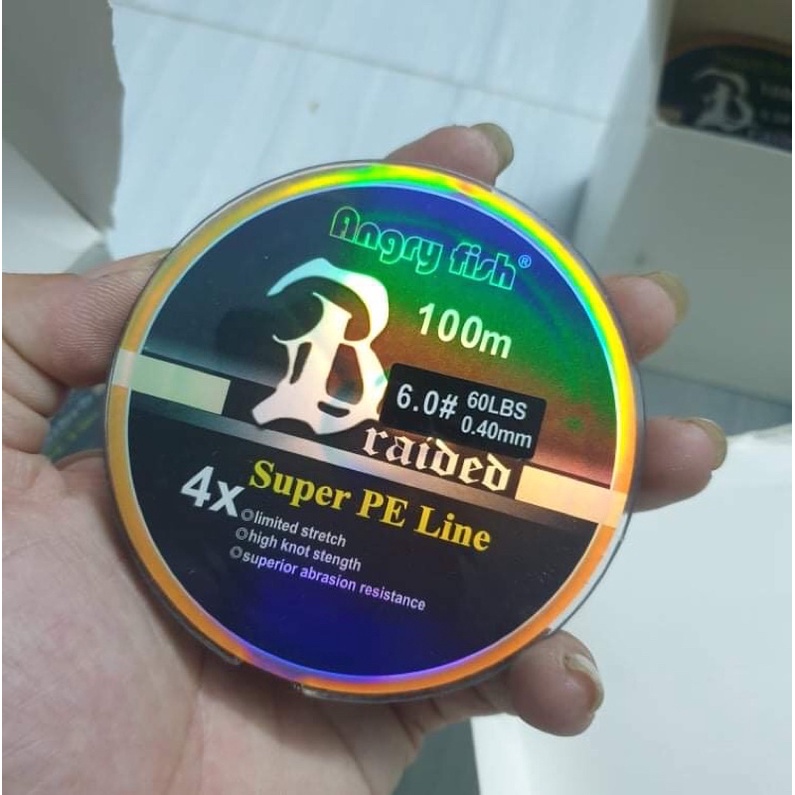 Angry fish®
100m
6.0# 60LBS
0.40mm
Braided
Super PE Line
4x
limited stretch
high knot stength
superior abrasion resistance